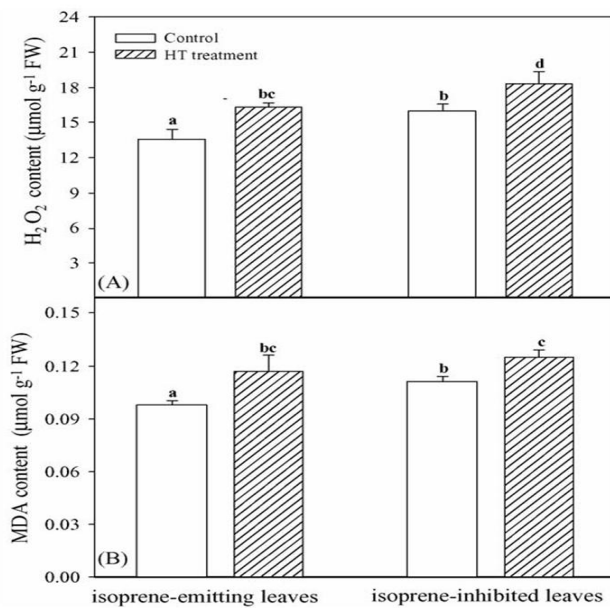 24
21
18
15
12
9
6
3
H₂O₂ content (µmol g⁻¹ FW)
Control
HT treatment
a
bc
b
d
(A)
0.15
0.12
0.09
0.06
0.03
0.00
MDA content (µmol g⁻¹ FW)
a
bc
b
c
(B)
isoprene-emitting leaves
isoprene-inhibited leaves